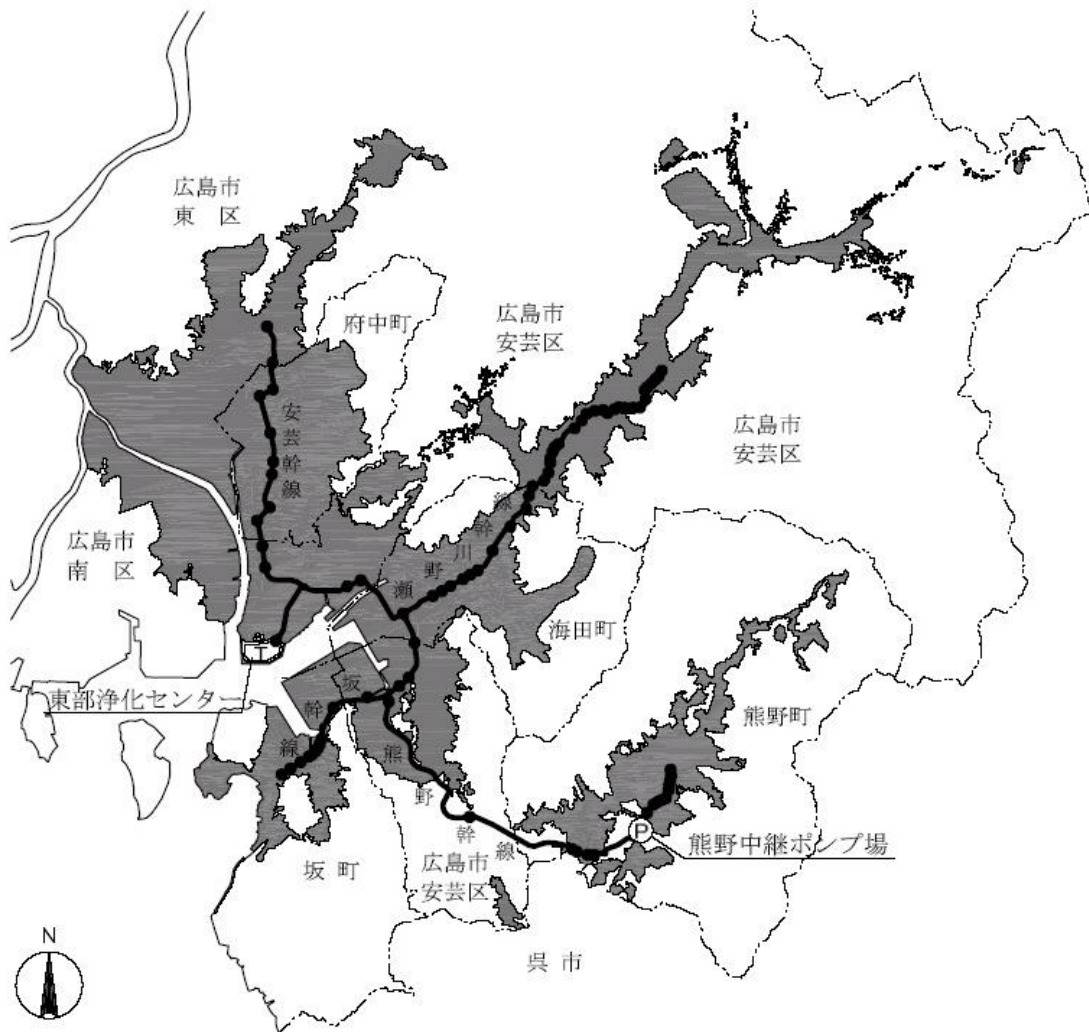 広島市
東 区
府中町
広島市
安芸区
広島市
安芸区
安芸幹線
瀬野川幹線
広島市
南 区
海田町
東部浄化センター
T
坂幹線
熊野幹線
熊野町
P
熊野中継ポンプ場
坂 町
広島市
安芸区
呉 市
N